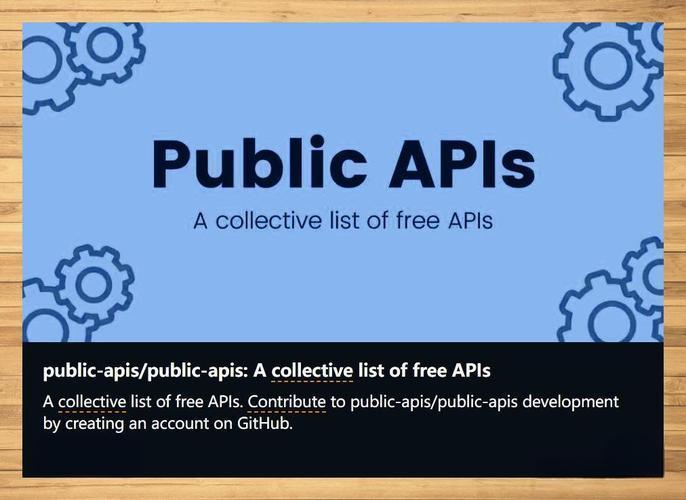 Public APIs
A collective list of free APIs
public-apis/public-apis: A collective list of free APIs
A collective list of free APIs. Contribute to public-apis/public-apis development
by creating an account on GitHub.